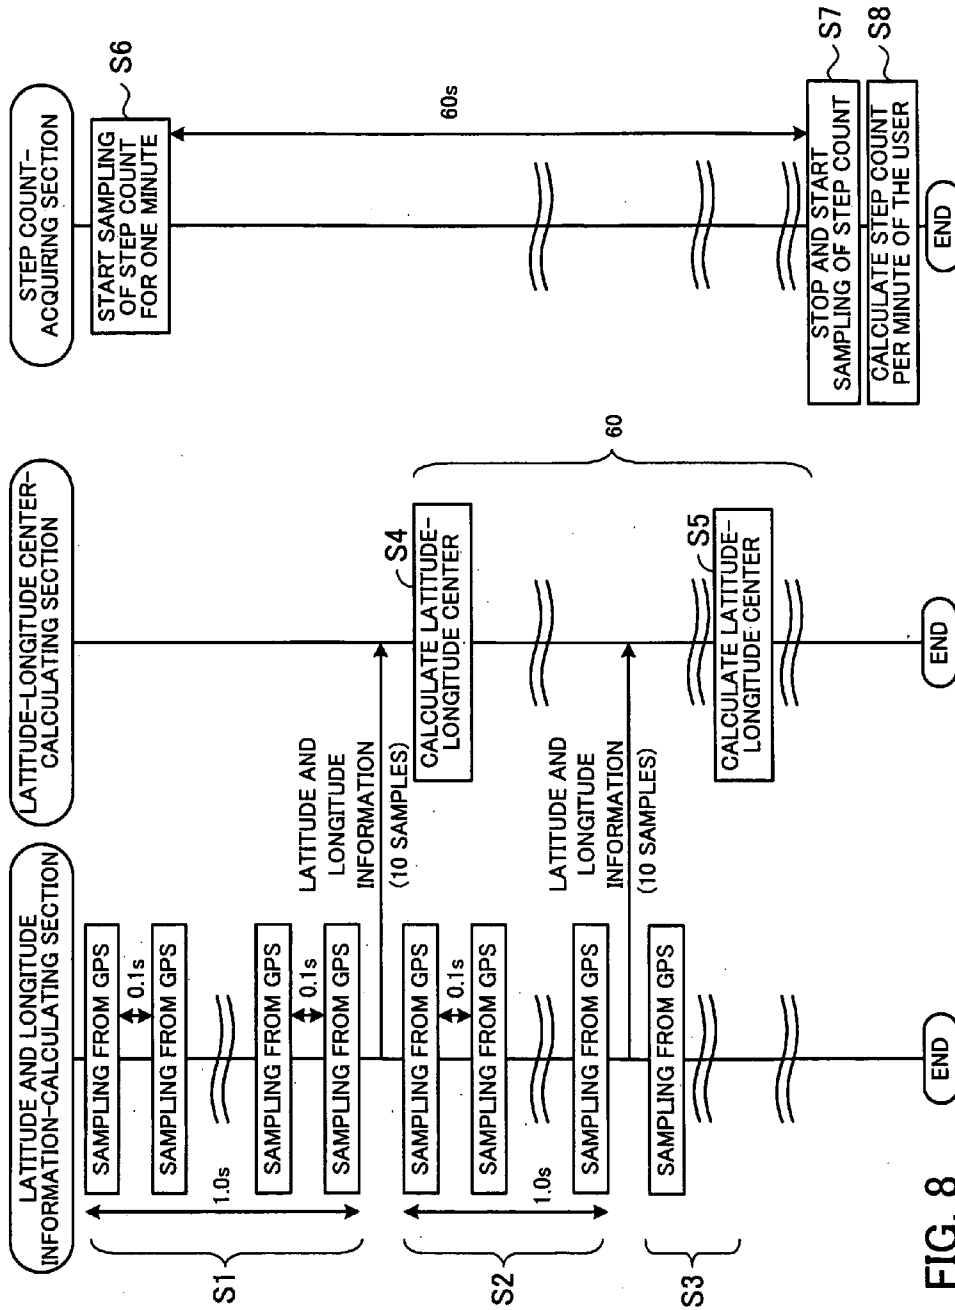 LATITUDE AND LONGITUDE
INFORMATION-CALCULATING SECTION
SAMPLING FROM GPS
0.1s
SAMPLING FROM GPS
SAMPLING FROM GPS
0.1s
SAMPLING FROM GPS
1.0s
S1
SAMPLING FROM GPS
0.1s
SAMPLING FROM GPS
SAMPLING FROM GPS
1.0s
S2
SAMPLING FROM GPS
S3
END
LATITUDE AND
LONGITUDE
INFORMATION
(10 SAMPLES)
LATITUDE AND
LONGITUDE
INFORMATION
(10 SAMPLES)
LATITUDE-LONGITUDE CENTER-
CALCULATING SECTION
S4
CALCULATE LATITUDE-
LONGITUDE CENTER
S5
CALCULATE LATITUDE-
LONGITUDE CENTER
60
END
STEP COUNT-
ACQUIRING SECTION
START SAMPLING
OF STEP COUNT
FOR ONE MINUTE
S6
60s
STOP AND START
SAMPLING OF STEP COUNT
S7
CALCULATE STEP COUNT
PER MINUTE OF THE USER
S8
END
FIG. 8